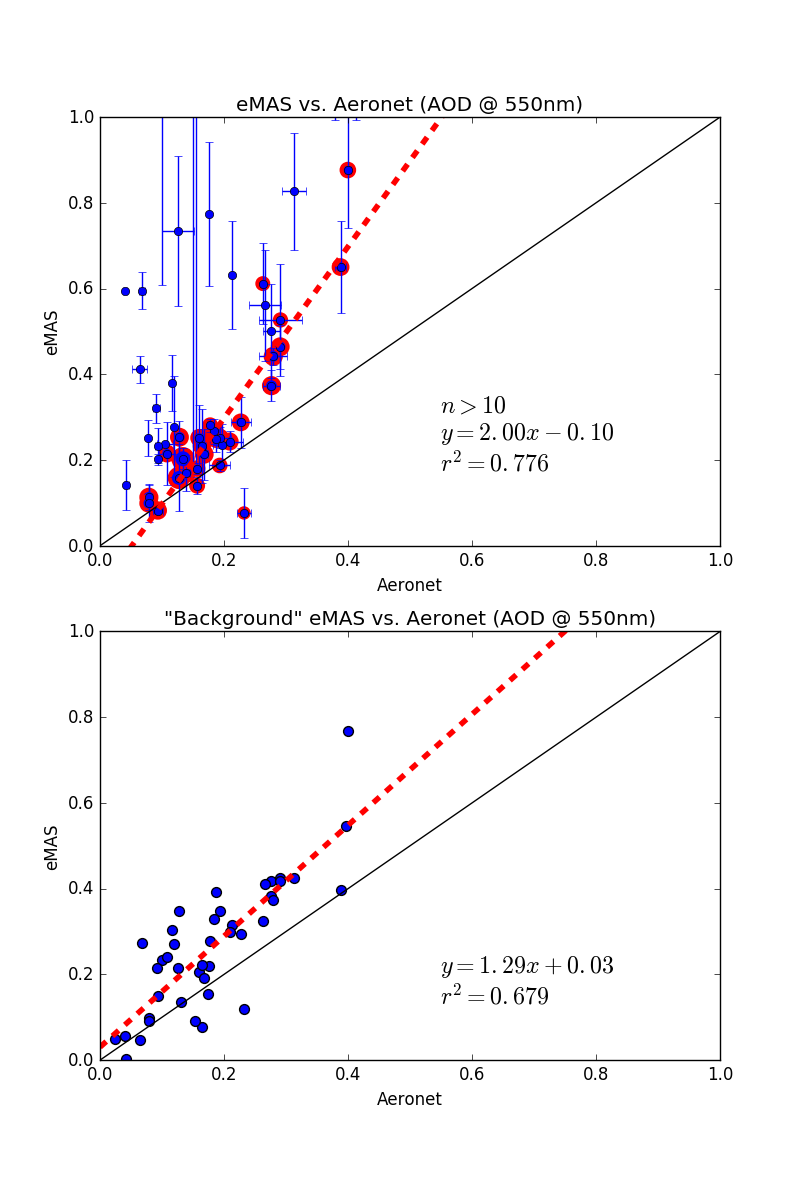 eMAS vs. Aeronet (AOD @ 550nm)
1.0
0.8
0.6
0.4
0.2
0.0
eMAS
n > 10
y = 2.00x − 0.10
r² = 0.776
0.0 0.2 0.4 0.6 0.8 1.0
Aeronet
"Background" eMAS vs. Aeronet (AOD @ 550nm)
1.0
0.8
0.6
0.4
0.2
0.0
eMAS
y = 1.29x + 0.03
r² = 0.679
0.0 0.2 0.4 0.6 0.8 1.0
Aeronet